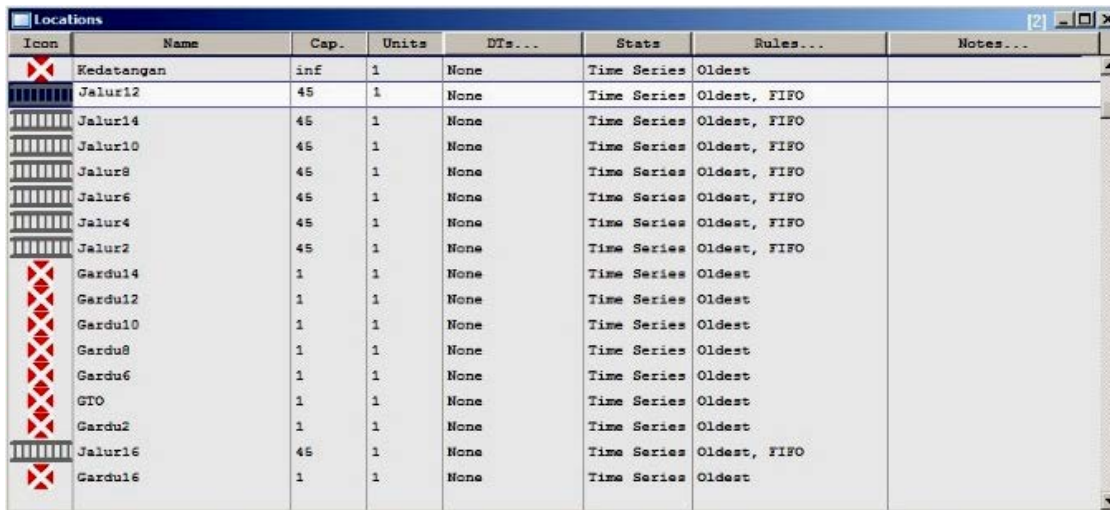 Locations [2]
Icon Name Cap. Units DTs... Stats Rules... Notes...
Kedatangan inf 1 None Time Series Oldest
Jalur12 45 1 None Time Series Oldest, FIFO
Jalur14 45 1 None Time Series Oldest, FIFO
Jalur10 45 1 None Time Series Oldest, FIFO
Jalur8 45 1 None Time Series Oldest, FIFO
Jalur6 45 1 None Time Series Oldest, FIFO
Jalur4 45 1 None Time Series Oldest, FIFO
Jalur2 45 1 None Time Series Oldest, FIFO
Gardu14 1 1 None Time Series Oldest
Gardu12 1 1 None Time Series Oldest
Gardu10 1 1 None Time Series Oldest
Gardu8 1 1 None Time Series Oldest
Gardu6 1 1 None Time Series Oldest
GTO 1 1 None Time Series Oldest
Gardu2 1 1 None Time Series Oldest
Jalur16 45 1 None Time Series Oldest, FIFO
Gardu16 1 1 None Time Series Oldest